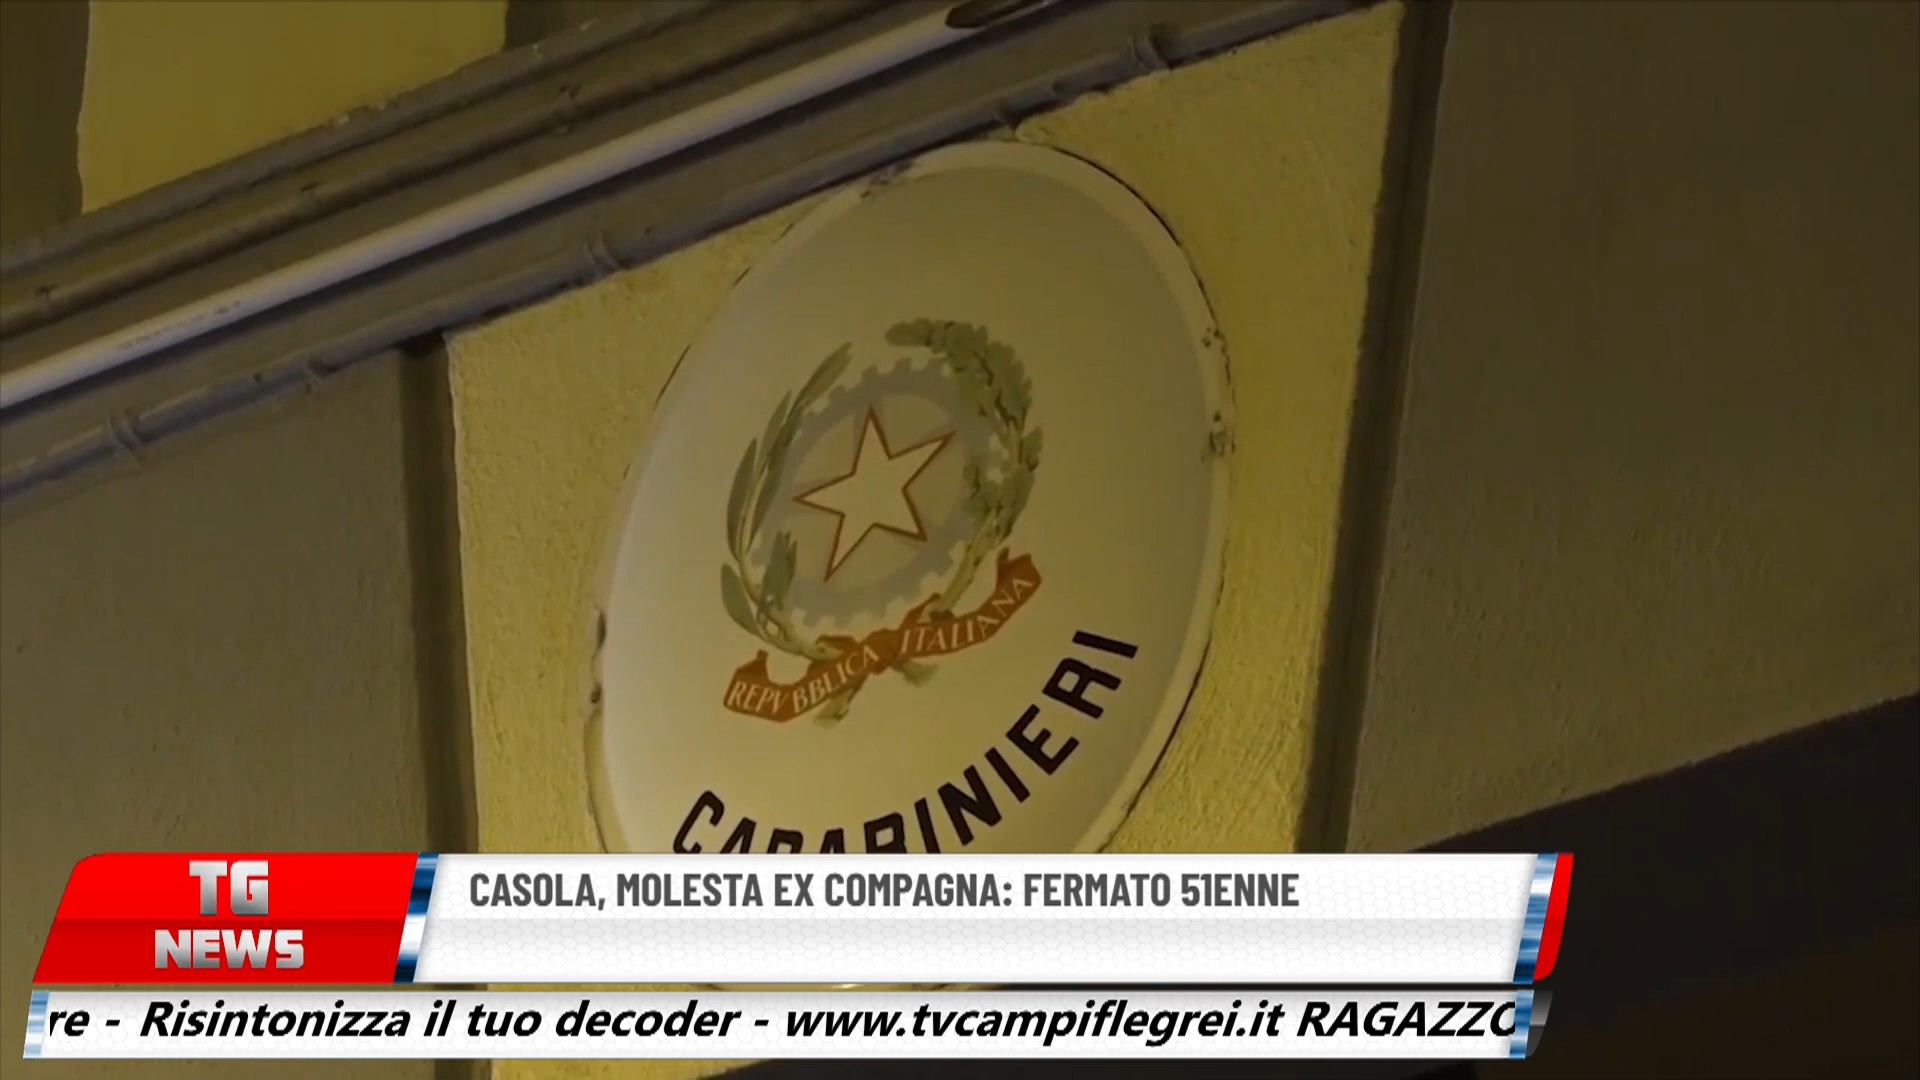 REPVBBLICA ITALIANA
CARABINIERI
TG
NEWS
CASOLA, MOLESTA EX COMPAGNA: FERMATO 51ENNE
re - Risintonizza il tuo decoder - www.tvcampiflegrei.it RAGAZZO